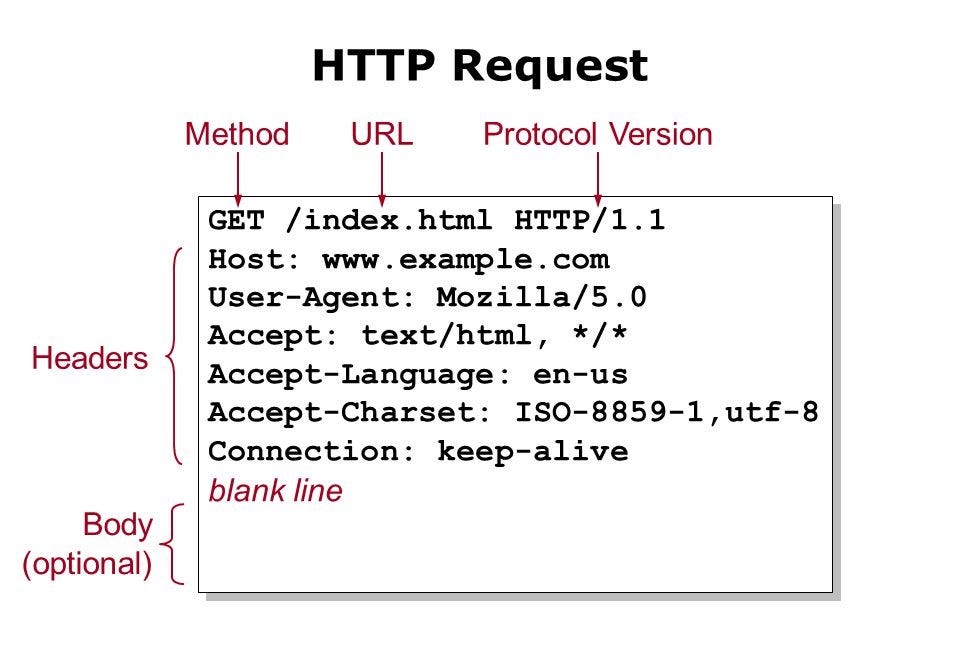 HTTP Request
Method URL Protocol Version
GET /index.html HTTP/1.1
Host: www.example.com
User-Agent: Mozilla/5.0
Accept: text/html, */*
Headers
Accept-Language: en-us
Accept-Charset: ISO-8859-1,utf-8
Connection: keep-alive
blank line
Body
(optional)